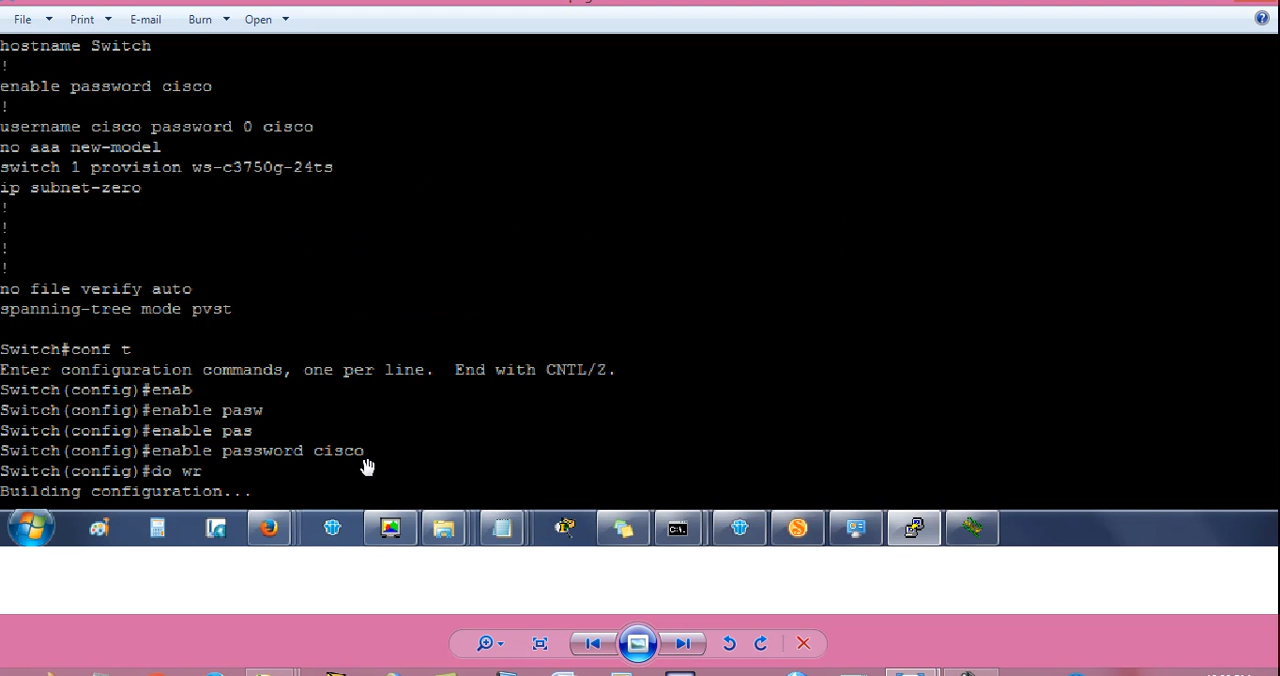 File Print E-mail Burn Open
hostname Switch
!
enable password cisco
!
username cisco password 0 cisco
no aaa new-model
switch 1 provision ws-c3750g-24ts
ip subnet-zero
!
!
!
!
no file verify auto
spanning-tree mode pvst
Switch#conf t
Enter configuration commands, one per line.  End with CNTL/Z.
Switch(config)#enab
Switch(config)#enable pasw
Switch(config)#enable pas
Switch(config)#enable password cisco
Switch(config)#do wr
Building configuration...